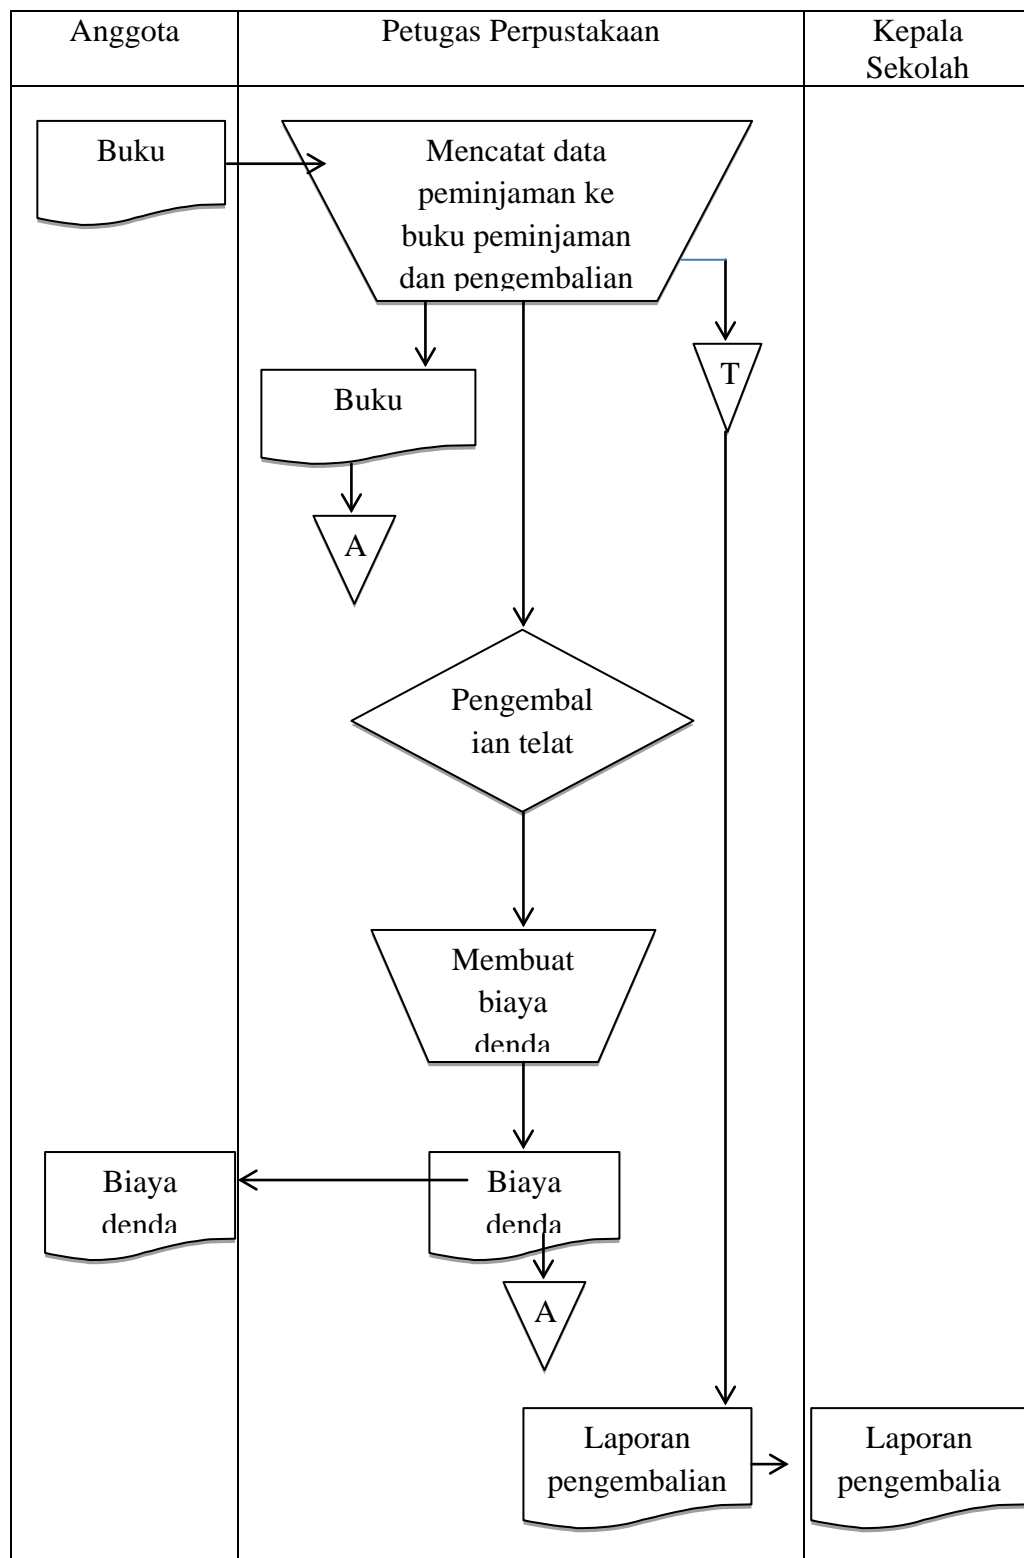 Anggota
Petugas Perpustakaan
Kepala
Sekolah
Buku
Mencatat data
peminjaman ke
buku peminjaman
dan pengembalian
T
Buku
A
Pengembal
ian telat
Membuat
biaya
denda
Biaya
denda
Biaya
denda
A
Laporan
pengembalian
Laporan
pengembalia